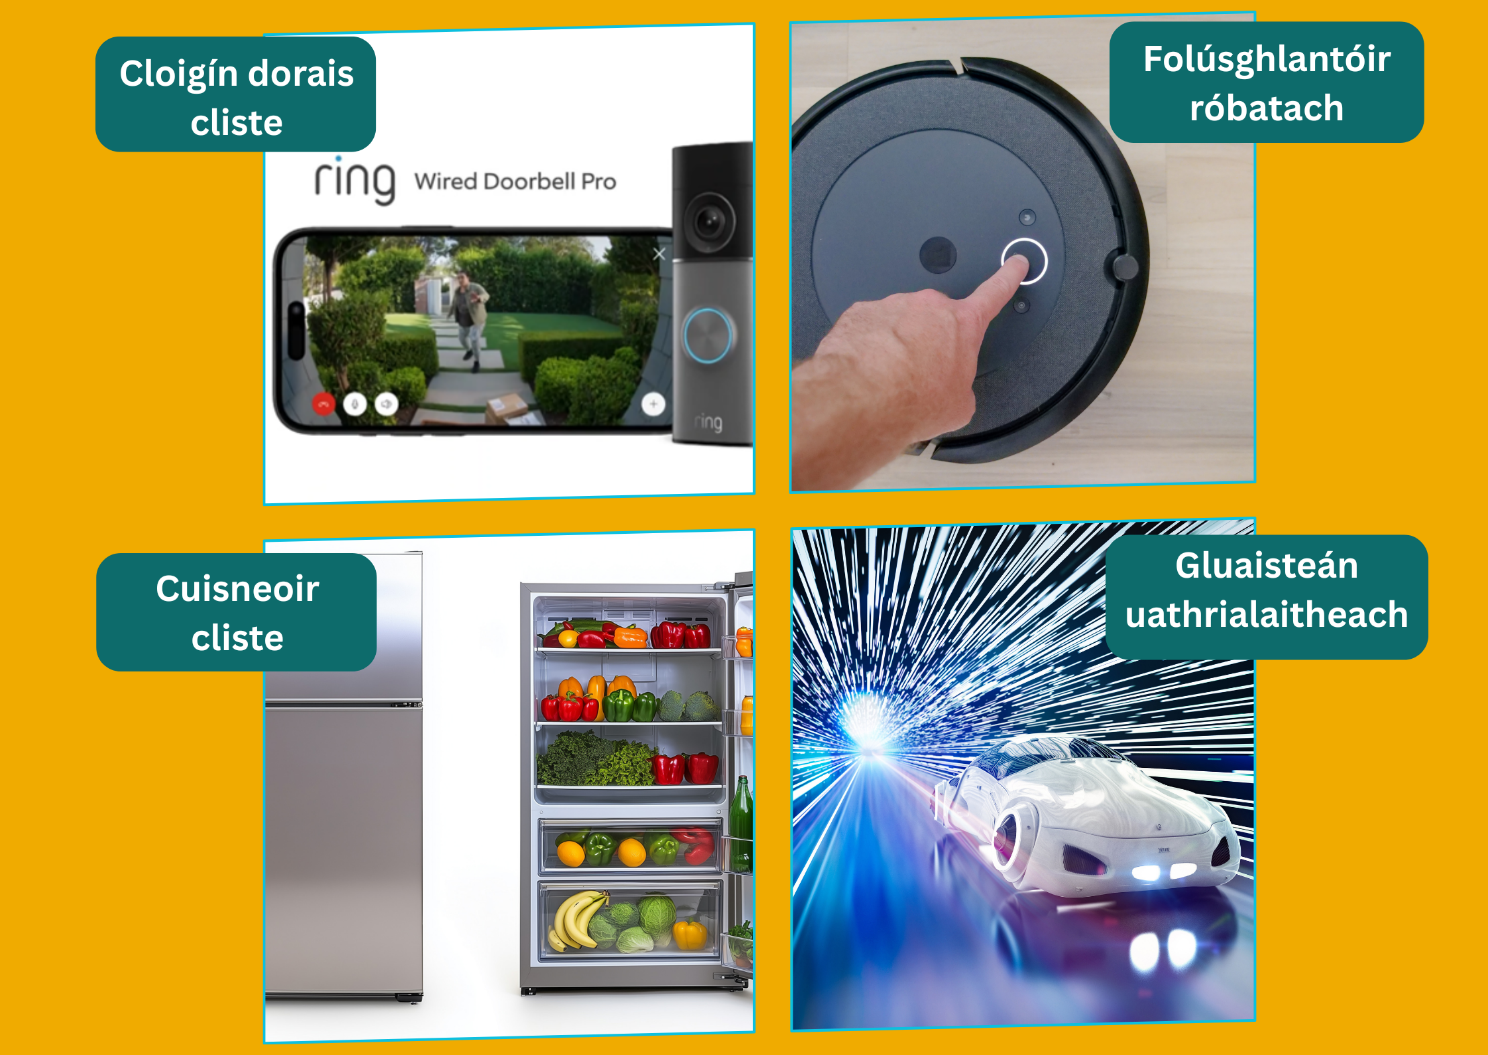 Cloigín dorais
cliste
ring Wired Doorbell Pro
ring
Folúsghlantóir
róbatach
Cuisneoir
cliste
Gluaisteán
uathrialaitheach